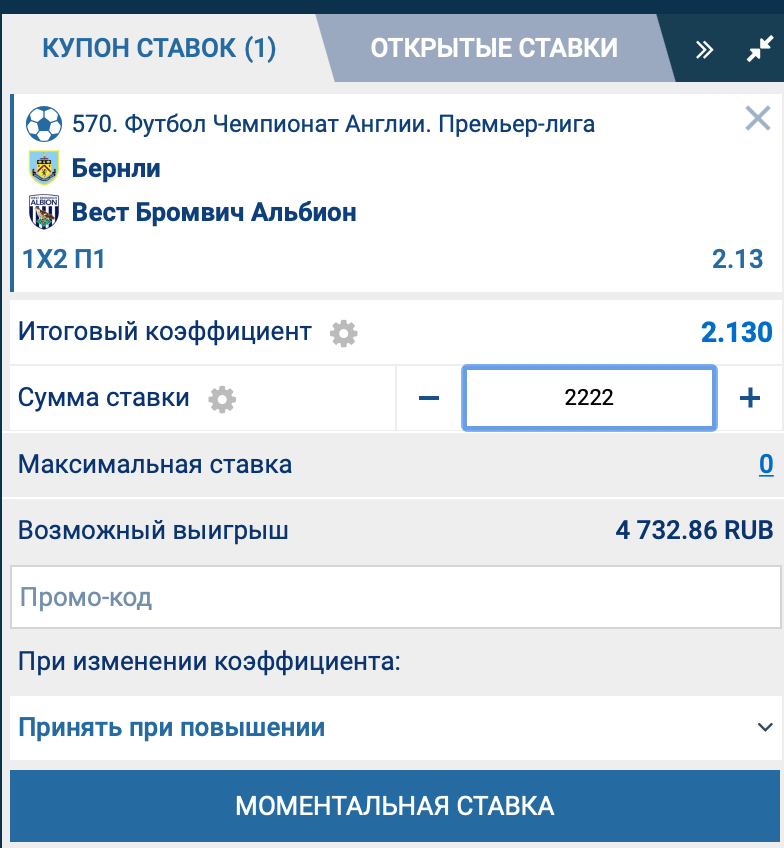 КУПОН СТАВОК (1) ОТКРЫТЫЕ СТАВКИ
570. Футбол Чемпионат Англии. Премьер-лига
Бернли
ALBION
Вест Бромвич Альбион
1X2 П1 2.13
Итоговый коэффициент 2.130
Сумма ставки − 2222 +
Максимальная ставка 0
Возможный выигрыш 4 732.86 RUB
Промо-код
При изменении коэффициента:
Принять при повышении
МОМЕНТАЛЬНАЯ СТАВКА